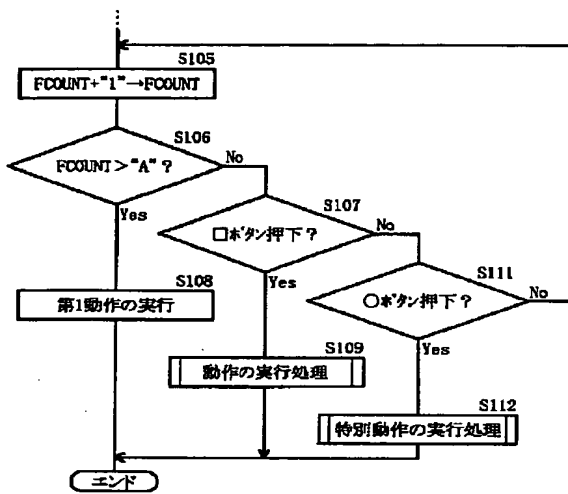 S105
FCOUNT+"1"→FCOUNT
S106
FCOUNT>"A"?
No
Yes
S107
□ボタン押下?
No
Yes
S108
第1動作の実行
S111
○ボタン押下?
No
Yes
S109
動作の実行処理
S112
特別動作の実行処理
エンド